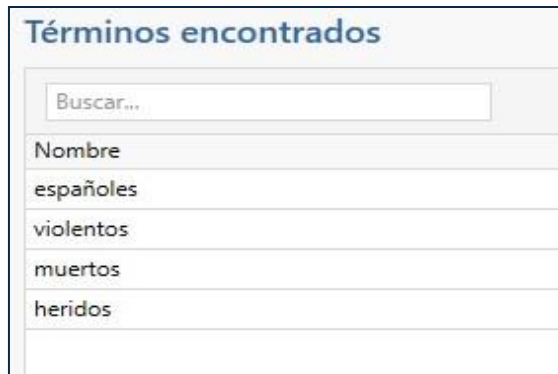 Términos encontrados
Buscar...
Nombre
españoles
violentos
muertos
heridos